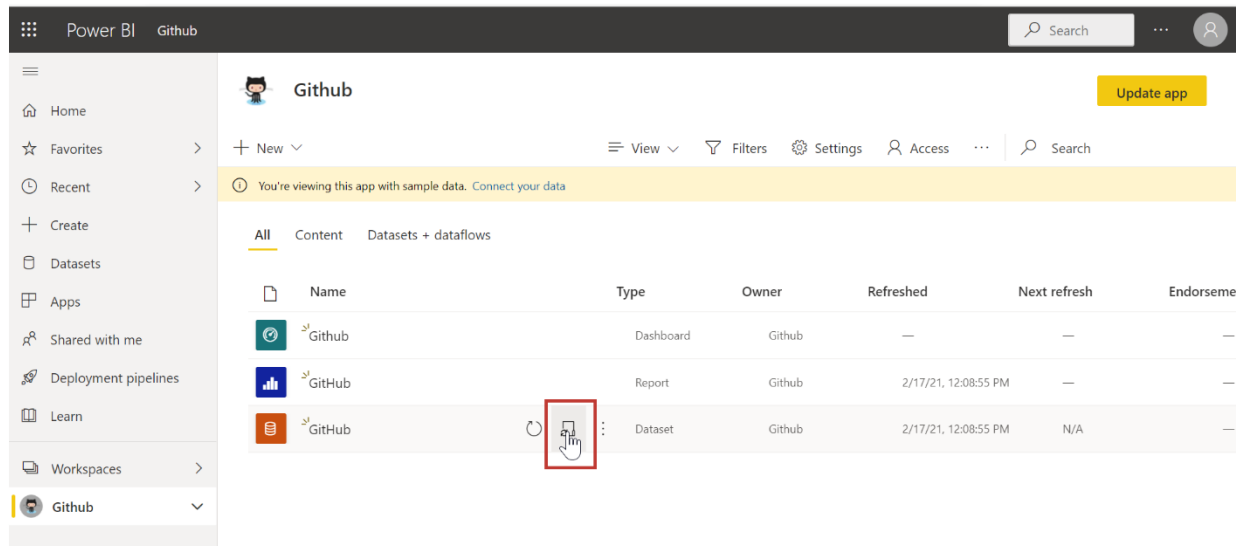 Power BI Github
Search
...
Github
Update app
Home
Favorites
Recent
Create
Datasets
Apps
Shared with me
Deployment pipelines
Learn
Workspaces
Github
+ New
View
Filters
Settings
Access
...
Search
You're viewing this app with sample data. Connect your data
All Content Datasets + dataflows
Name Type Owner Refreshed Next refresh Endorseme
Github Dashboard Github — — —
GitHub Report Github 2/17/21, 12:08:55 PM — —
GitHub Dataset Github 2/17/21, 12:08:55 PM N/A —